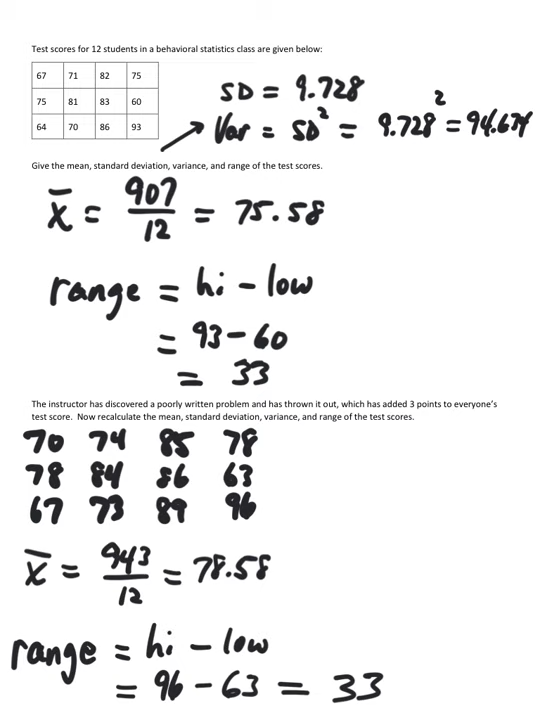 Test scores for 12 students in a behavioral statistics class are given below:
67 71 82 75
75 81 83 60
64 70 86 93
SD = 9.728
Var = SD² = 9.728² = 94.674
Give the mean, standard deviation, variance, and range of the test scores.
x̄ = 907/12 = 75.58
range = hi - low
= 93 - 60
= 33
The instructor has discovered a poorly written problem and has thrown it out, which has added 3 points to everyone's
test score. Now recalculate the mean, standard deviation, variance, and range of the test scores.
70 74 85 78
78 84 86 63
67 73 89 96
x̄ = 943/12 = 78.58
range = hi - low
= 96 - 63 = 33